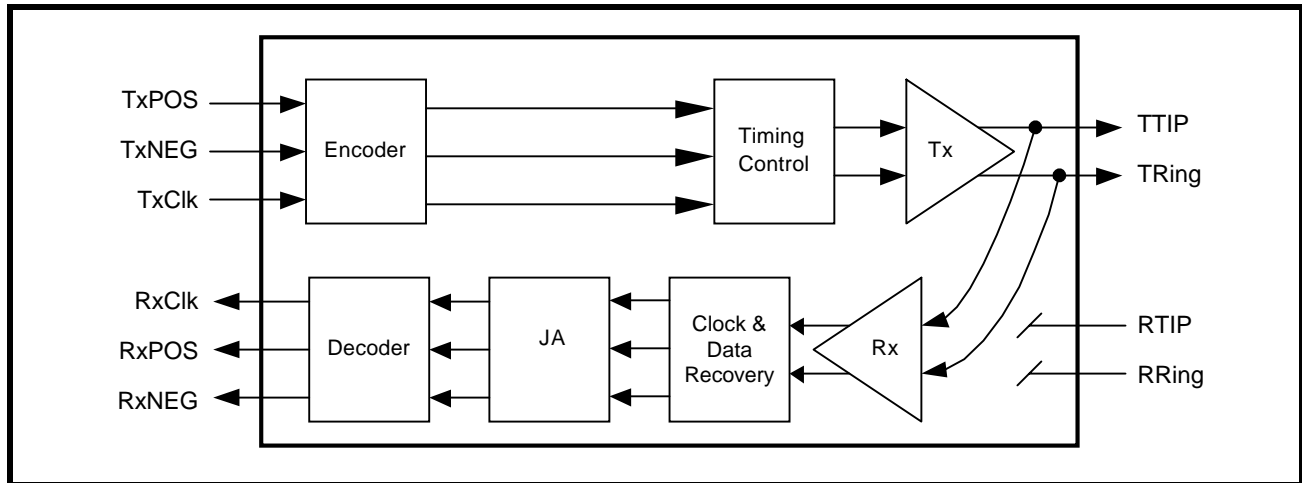 TxPOS
TxNEG
TxClk
Encoder
Timing
Control
Tx
TTIP
TRing
RxClk
RxPOS
RxNEG
Decoder
JA
Clock &
Data
Recovery
Rx
RTIP
RRing